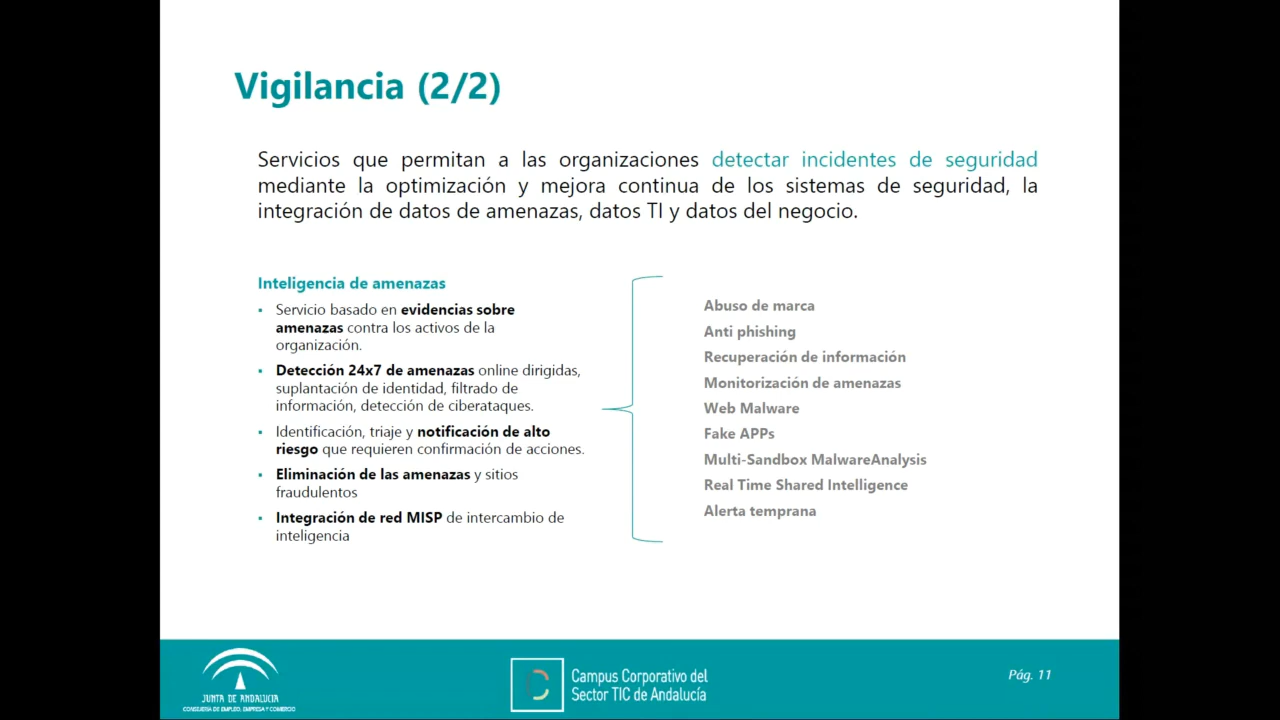 Vigilancia (2/2)
Servicios que permitan a las organizaciones detectar incidentes de seguridad
mediante la optimización y mejora continua de los sistemas de seguridad, la
integración de datos de amenazas, datos TI y datos del negocio.
Inteligencia de amenazas
▪ Servicio basado en evidencias sobre
amenazas contra los activos de la
organización.
▪ Detección 24x7 de amenazas online dirigidas,
suplantación de identidad, filtrado de
información, detección de ciberataques.
▪ Identificación, triaje y notificación de alto
riesgo que requieren confirmación de acciones.
▪ Eliminación de las amenazas y sitios
fraudulentos
▪ Integración de red MISP de intercambio de
inteligencia
Abuso de marca
Anti phishing
Recuperación de información
Monitorización de amenazas
Web Malware
Fake APPs
Multi-Sandbox MalwareAnalysis
Real Time Shared Intelligence
Alerta temprana
JUNTA DE ANDALUCIA
CONSEJERÍA DE EMPLEO, EMPRESA Y COMERCIO
Campus Corporativo del
Sector TIC de Andalucía
Pág. 11